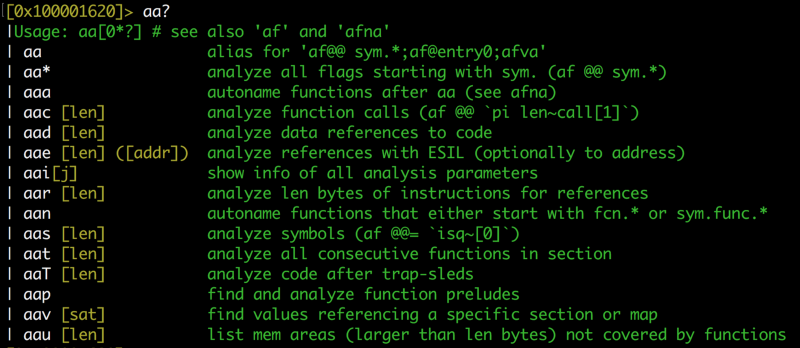 [0x100001620]> aa?
|Usage: aa[0*?] # see also 'af' and 'afna'
| aa                  alias for 'af@@ sym.*;af@entry0;afva'
| aa*                 analyze all flags starting with sym. (af @@ sym.*)
| aaa                 autoname functions after aa (see afna)
| aac [len]           analyze function calls (af @@ `pi len~call[1]`)
| aad [len]           analyze data references to code
| aae [len] ([addr])  analyze references with ESIL (optionally to address)
| aai[j]              show info of all analysis parameters
| aar [len]           analyze len bytes of instructions for references
| aan                 autoname functions that either start with fcn.* or sym.func.*
| aas [len]           analyze symbols (af @@= `isq~[0]`)
| aat [len]           analyze all consecutive functions in section
| aaT [len]           analyze code after trap-sleds
| aap                 find and analyze function preludes
| aav [sat]           find values referencing a specific section or map
| aau [len]           list mem areas (larger than len bytes) not covered by functions